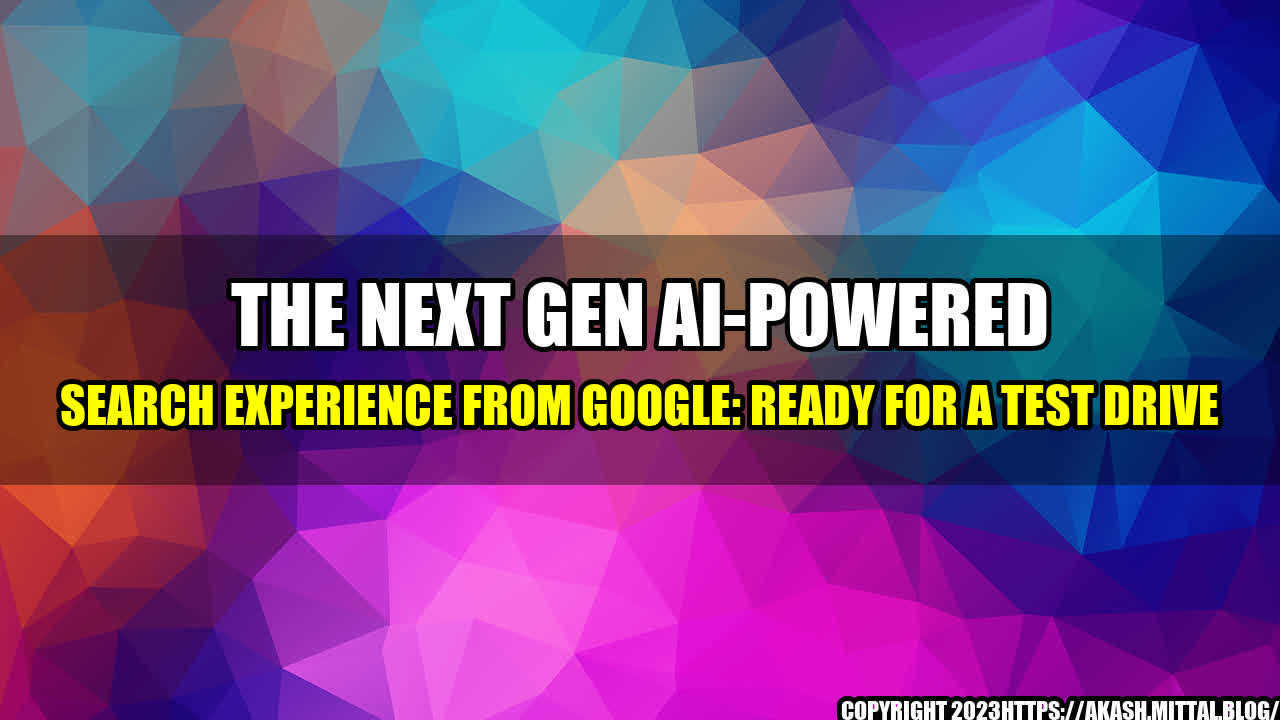 THE NEXT GEN AI-POWERED
SEARCH EXPERIENCE FROM GOOGLE: READY FOR A TEST DRIVE
COPYRIGHT 2023HTTPS://AKASH.MITTAL.BLOG/